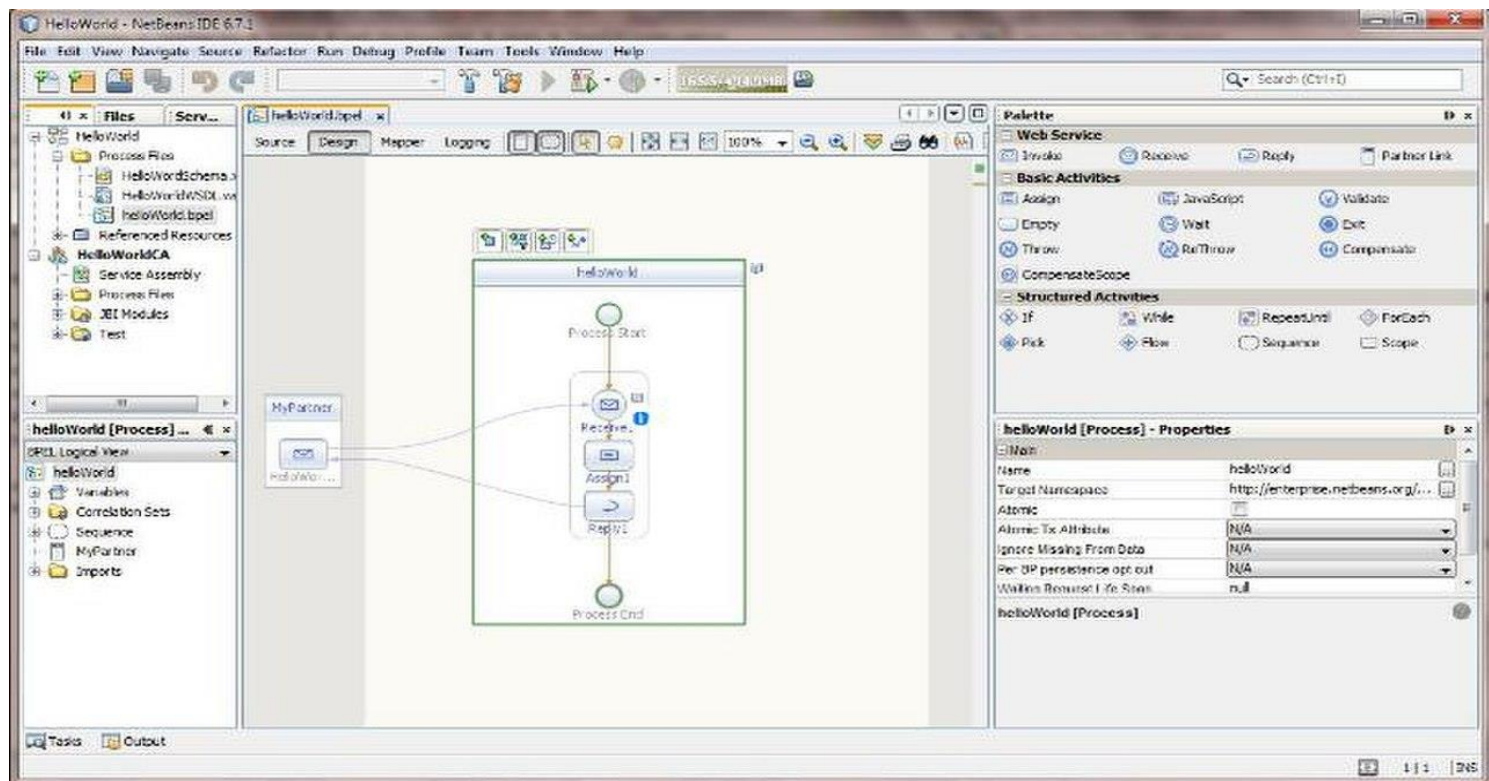 HelloWorld - NetBeans IDE 6.7.1
File Edit View Navigate Source Refactor Run Debug Profile Team Tools Window Help
Search (Ctrl+I)
Files Serv...
HelloWorld
Process Files
HelloWordSchema.x
HelloWorldWSDL.ws
helloWorld.bpel
Referenced Resources
HelloWorldCA
Service Assembly
Process Files
JBI Modules
Test
helloWorld [Process] ...
BPEL Logical View
helloWorld
Variables
Correlation Sets
Sequence
MyPartner
Imports
helloWorld.bpel
Source Design Mapper Logging 100%
helloWorld
Process Start
MyPartner
HelloWor...
Receive1
Assign1
Reply1
Process End
Palette
Web Service
Invoke Receive Reply Partner Link
Basic Activities
Assign JavaScript Validate
Empty Wait Exit
Throw ReThrow Compensate
CompensateScope
Structured Activities
If While RepeatUntil ForEach
Pick Flow Sequence Scope
helloWorld [Process] - Properties
Main
Name helloWorld
Target Namespace http://enterprise.netbeans.org/...
Atomic
Atomic Tx Attribute N/A
Ignore Missing From Data N/A
Per BP persistence opt out N/A
Waiting Request Life Span null
helloWorld [Process]
Tasks Output
1 | 1 INS